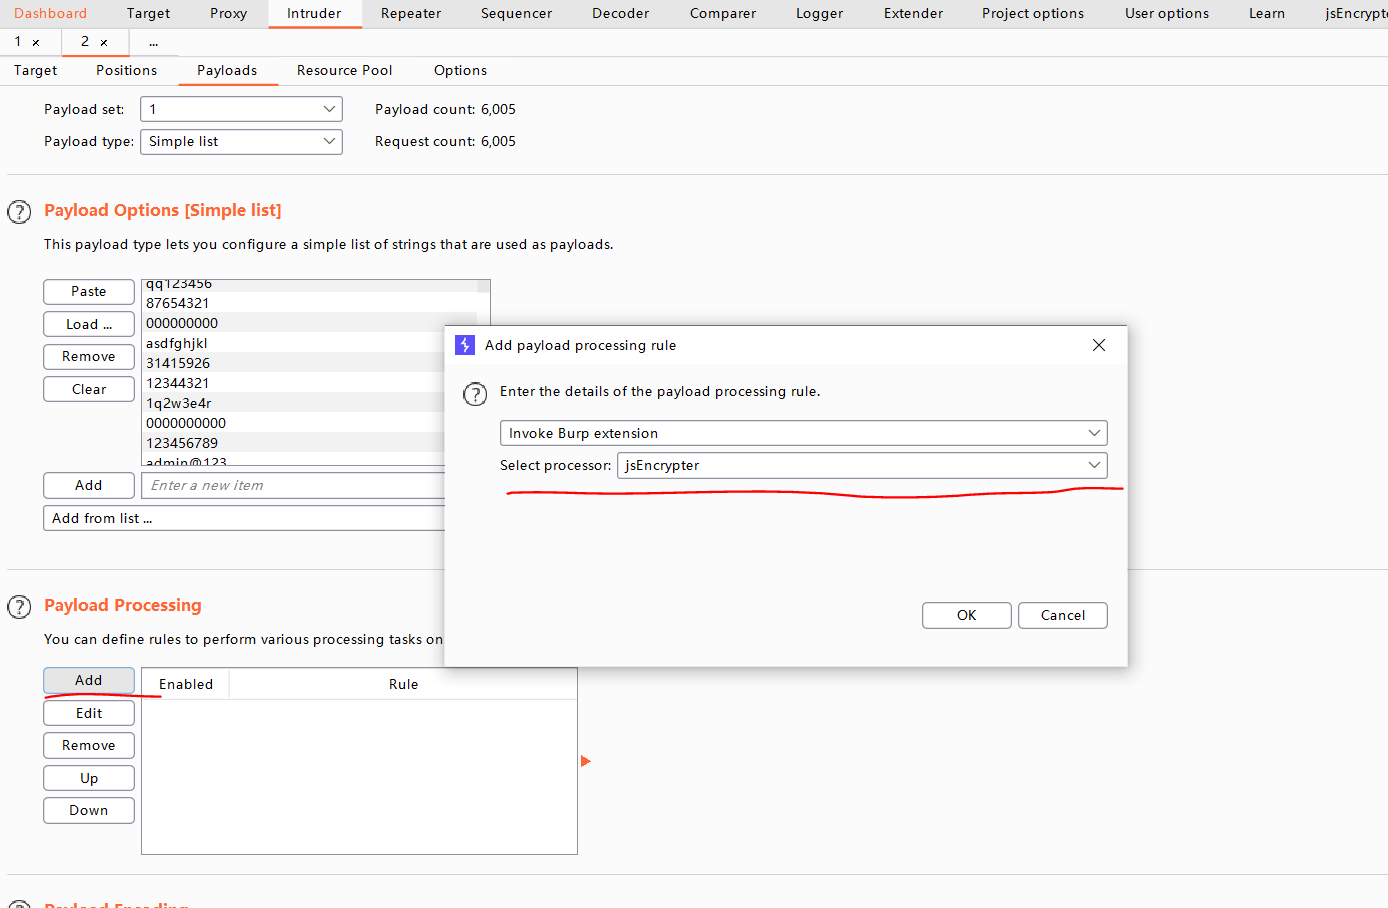 Dashboard Target Proxy Intruder Repeater Sequencer Decoder Comparer Logger Extender Project options User options Learn jsEncrypte
1 × 2 × ...
Target Positions Payloads Resource Pool Options
Payload set: 1 Payload count: 6,005
Payload type: Simple list Request count: 6,005
? Payload Options [Simple list]
This payload type lets you configure a simple list of strings that are used as payloads.
Paste
Load ...
Remove
Clear
qq123456
87654321
000000000
asdfghjkl
31415926
12344321
1q2w3e4r
0000000000
123456789
admin@123
Add Enter a new item
Add from list ...
Add payload processing rule
? Enter the details of the payload processing rule.
Invoke Burp extension
Select processor: jsEncrypter
OK Cancel
? Payload Processing
You can define rules to perform various processing tasks on
Add
Edit
Remove
Up
Down
Enabled Rule
? Payload Encoding